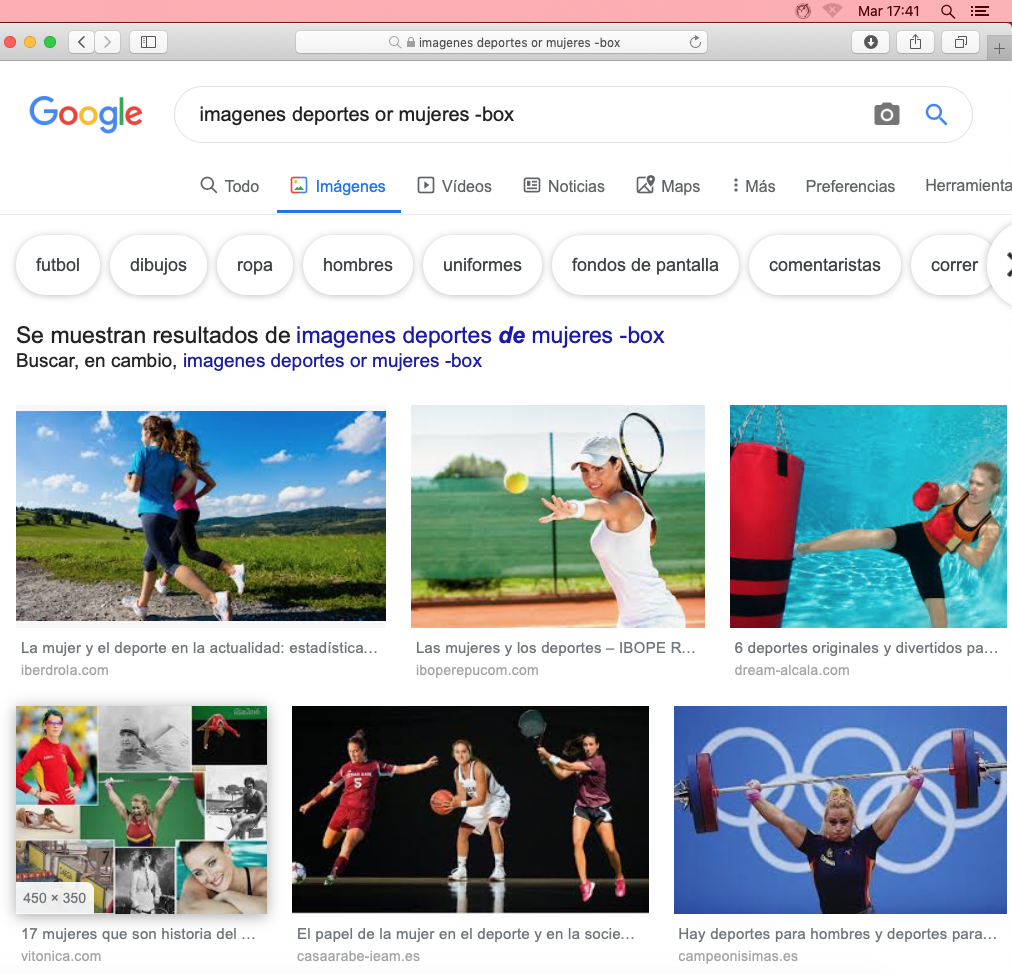 Mar 17:41
imagenes deportes or mujeres -box
Google
imagenes deportes or mujeres -box
Todo Imágenes Vídeos Noticias Maps Más Preferencias Herramienta
futbol dibujos ropa hombres uniformes fondos de pantalla comentaristas correr
Se muestran resultados de imagenes deportes de mujeres -box
Buscar, en cambio, imagenes deportes or mujeres -box
La mujer y el deporte en la actualidad: estadística... Las mujeres y los deportes – IBOPE R... 6 deportes originales y divertidos pa...
iberdrola.com iboperepucom.com dream-alcala.com
5
450 × 350
17 mujeres que son historia del ... El papel de la mujer en el deporte y en la socie... Hay deportes para hombres y deportes para...
vitonica.com casaarabe-ieam.es campeonisimas.es